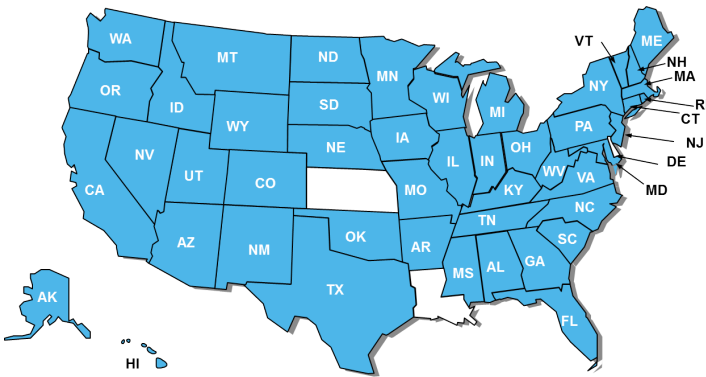 WA
MT
ND
MN
VT
ME
NH
MA
OR
ID
SD
WI
MI
NY
R
CT
WY
IA
NE
PA
NJ
NV
UT
CO
IL
IN
OH
DE
CA
MO
WV
VA
MD
KY
AZ
NM
OK
AR
TN
NC
SC
TX
MS
AL
GA
AK
FL
HI